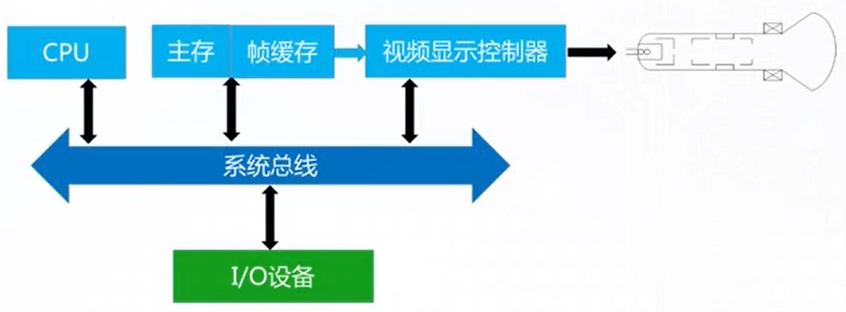 CPU
主存
帧缓存
视频显示控制器
系统总线
I/O设备